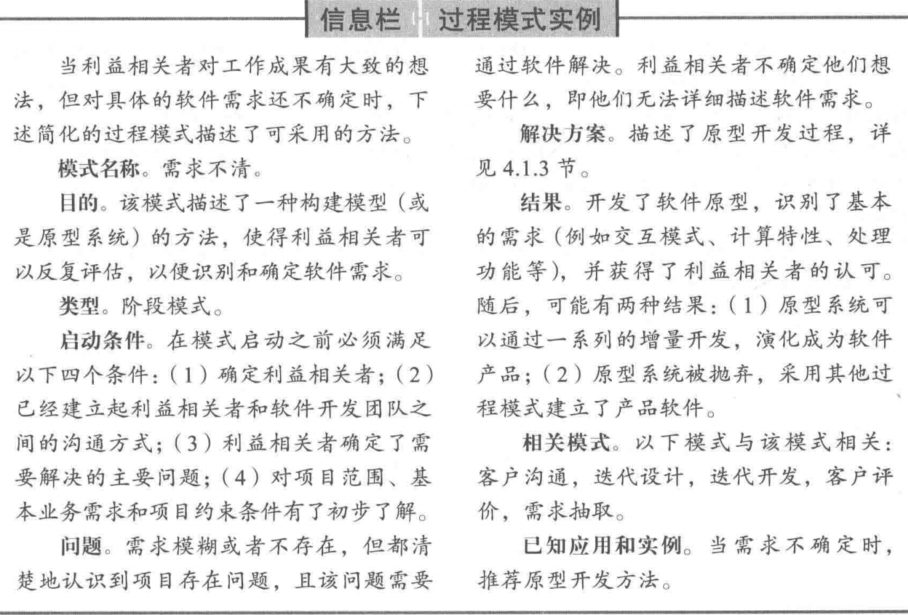 信息栏 过程模式实例
当利益相关者对工作成果有大致的想
法，但对具体的软件需求还不确定时，下
述简化的过程模式描述了可采用的方法。
模式名称。需求不清。
目的。该模式描述了一种构建模型（或
是原型系统）的方法，使得利益相关者可
以反复评估，以便识别和确定软件需求。
类型。阶段模式。
启动条件。在模式启动之前必须满足
以下四个条件：（1）确定利益相关者；（2）
已经建立起利益相关者和软件开发团队之
间的沟通方式；（3）利益相关者确定了需
要解决的主要问题；（4）对项目范围、基
本业务需求和项目约束条件有了初步了解。
问题。需求模糊或者不存在，但都清
楚地认识到项目存在问题，且该问题需要
通过软件解决。利益相关者不确定他们想
要什么，即他们无法详细描述软件需求。
解决方案。描述了原型开发过程，详
见 4.1.3 节。
结果。开发了软件原型，识别了基本
的需求（例如交互模式、计算特性、处理
功能等），并获得了利益相关者的认可。
随后，可能有两种结果：（1）原型系统可
以通过一系列的增量开发，演化成为软件
产品；（2）原型系统被抛弃，采用其他过
程模式建立了产品软件。
相关模式。以下模式与该模式相关：
客户沟通，迭代设计，迭代开发，客户评
价，需求抽取。
已知应用和实例。当需求不确定时，
推荐原型开发方法。